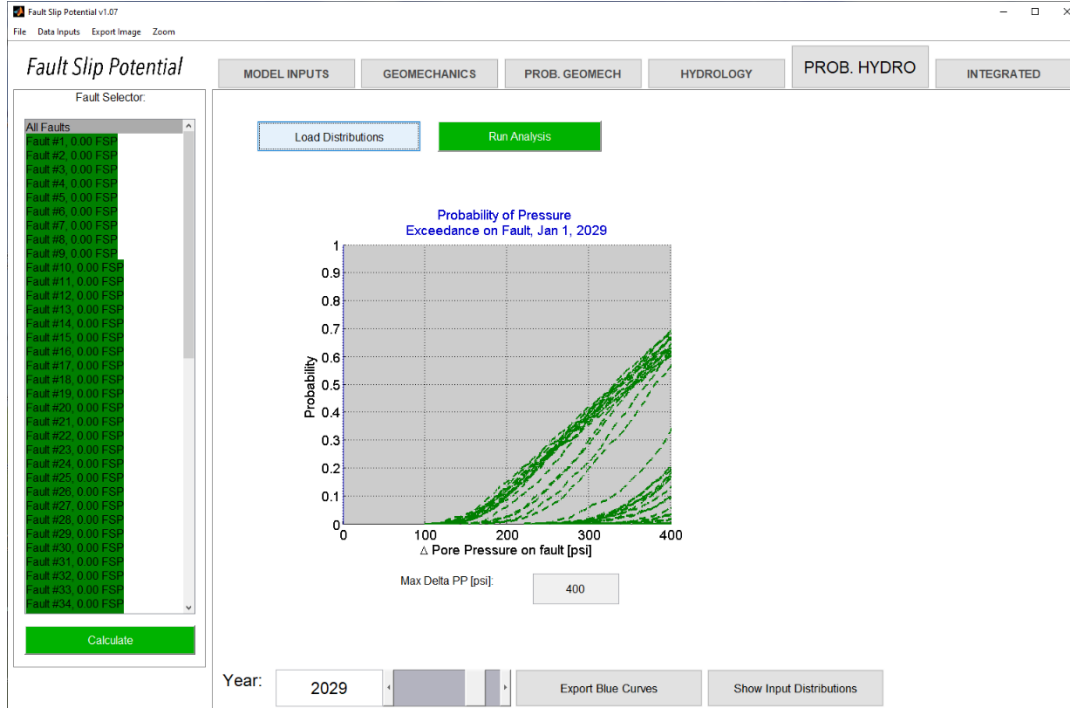 Fault Slip Potential v1.07
File Data Inputs Export Image Zoom
Fault Slip Potential
MODEL INPUTS
GEOMECHANICS
PROB. GEOMECH
HYDROLOGY
PROB. HYDRO
INTEGRATED
Fault Selector:
All Faults
Fault #1, 0.00 FSP
Fault #2, 0.00 FSP
Fault #3, 0.00 FSP
Fault #4, 0.00 FSP
Fault #5, 0.00 FSP
Fault #6, 0.00 FSP
Fault #7, 0.00 FSP
Fault #8, 0.00 FSP
Fault #9, 0.00 FSP
Fault #10, 0.00 FSP
Fault #11, 0.00 FSP
Fault #12, 0.00 FSP
Fault #13, 0.00 FSP
Fault #14, 0.00 FSP
Fault #15, 0.00 FSP
Fault #16, 0.00 FSP
Fault #17, 0.00 FSP
Fault #18, 0.00 FSP
Fault #19, 0.00 FSP
Fault #20, 0.00 FSP
Fault #21, 0.00 FSP
Fault #22, 0.00 FSP
Fault #23, 0.00 FSP
Fault #24, 0.00 FSP
Fault #25, 0.00 FSP
Fault #26, 0.00 FSP
Fault #27, 0.00 FSP
Fault #28, 0.00 FSP
Fault #29, 0.00 FSP
Fault #30, 0.00 FSP
Fault #31, 0.00 FSP
Fault #32, 0.00 FSP
Fault #33, 0.00 FSP
Fault #34, 0.00 FSP
Calculate
Load Distributions
Run Analysis
Probability of Pressure
Exceedance on Fault, Jan 1, 2029
1
0.9
0.8
0.7
0.6
0.5
0.4
0.3
0.2
0.1
0
Probability
0 100 200 300 400
Δ Pore Pressure on fault [psi]
Max Delta PP [psi]:
400
Year:
2029
Export Blue Curves
Show Input Distributions